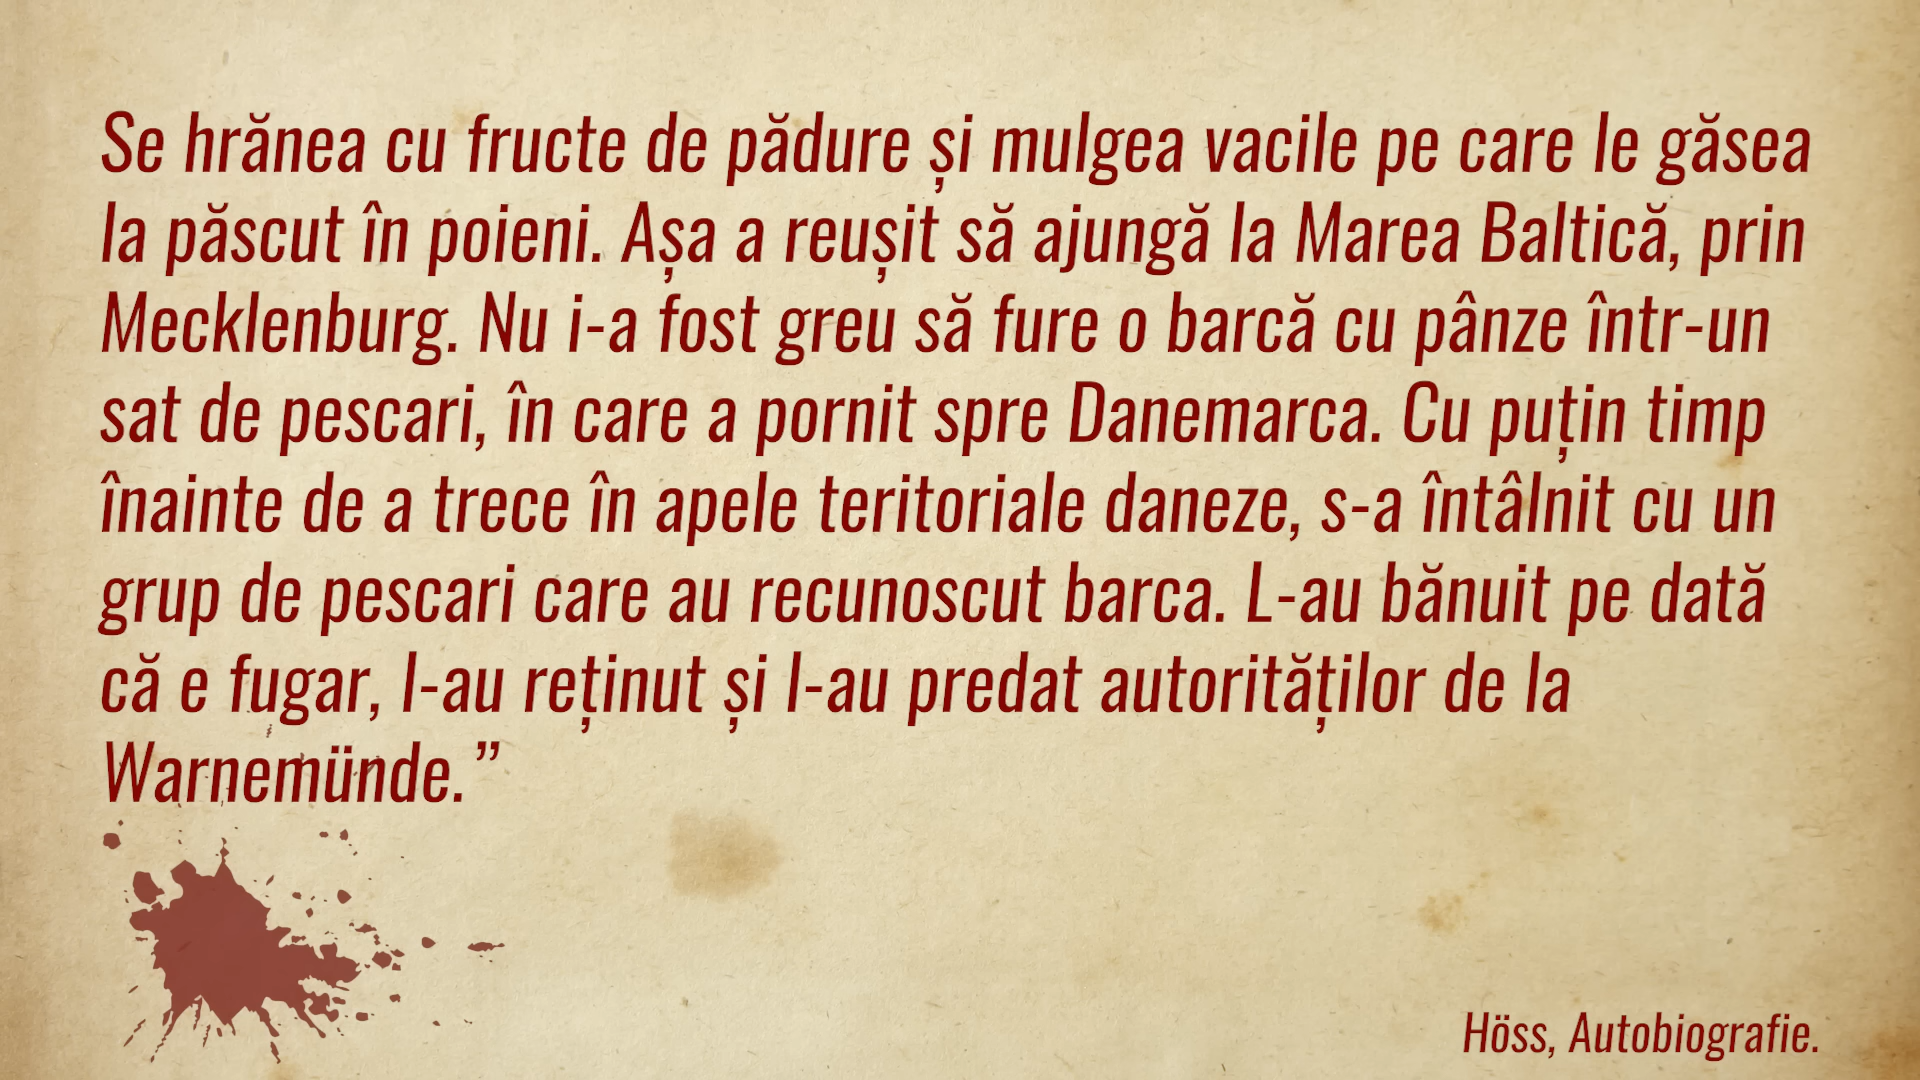 Se hrănea cu fructe de pădure și mulgea vacile pe care le găsea
la păscut în poieni. Așa a reușit să ajungă la Marea Baltică, prin
Mecklenburg. Nu i-a fost greu să fure o barcă cu pânze într-un
sat de pescari, în care a pornit spre Danemarca. Cu puțin timp
înainte de a trece în apele teritoriale daneze, s-a întâlnit cu un
grup de pescari care au recunoscut barca. L-au bănuit pe dată
că e fugar, l-au reținut și l-au predat autorităților de la
Warnemünde.”
Höss, Autobiografie.